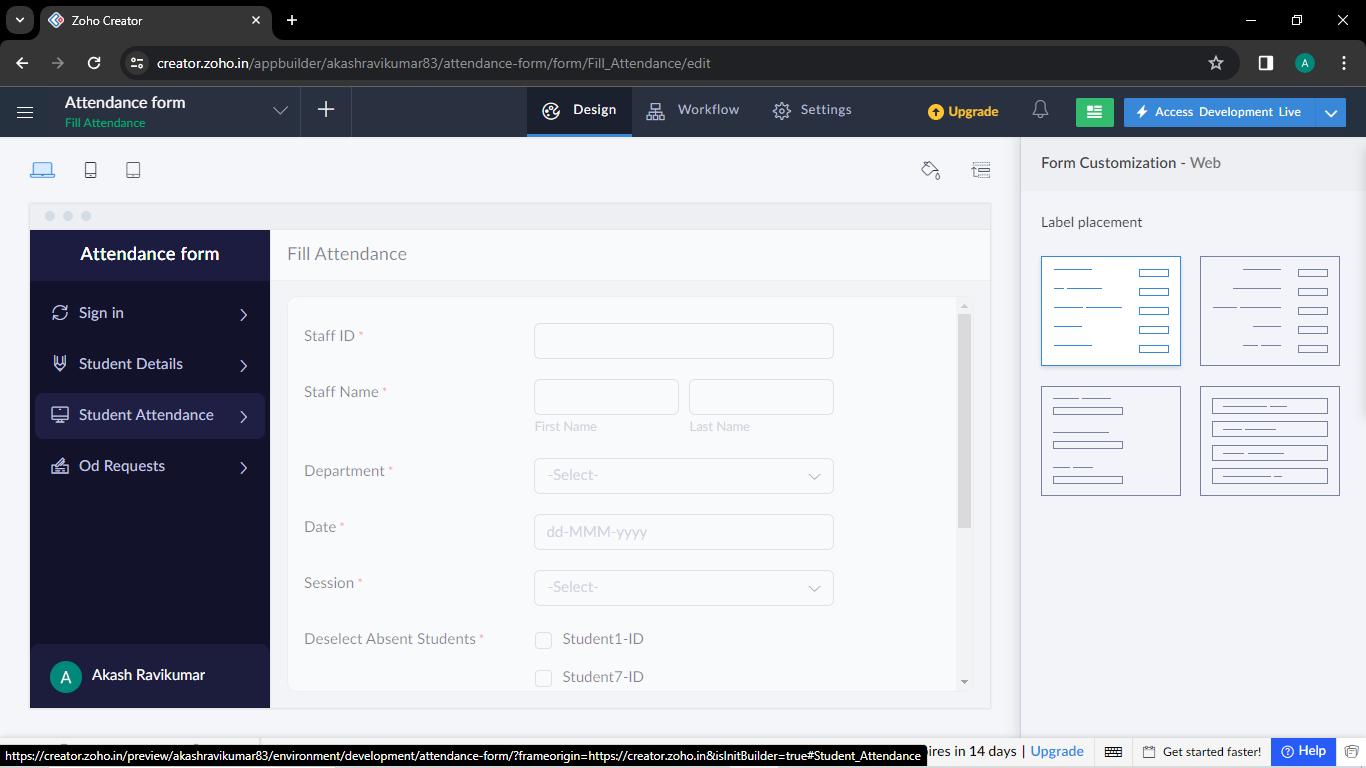 Zoho Creator
creator.zoho.in/appbuilder/akashravikumar83/attendance-form/form/Fill_Attendance/edit
A
Attendance form
Fill Attendance
Design
Workflow
Settings
Upgrade
Access Development Live
Form Customization - Web
Label placement
Attendance form
Sign in
Student Details
Student Attendance
Od Requests
A
Akash Ravikumar
Fill Attendance
Staff ID *
Staff Name *
First Name
Last Name
Department *
-Select-
Date *
dd-MMM-yyyy
Session *
-Select-
Deselect Absent Students *
Student1-ID
Student7-ID
https://creator.zoho.in/preview/akashravikumar83/environment/development/attendance-form/?frameorigin=https://creator.zoho.in&isInitBuilder=true#Student_Attendance
ires in 14 days | Upgrade
Get started faster!
Help